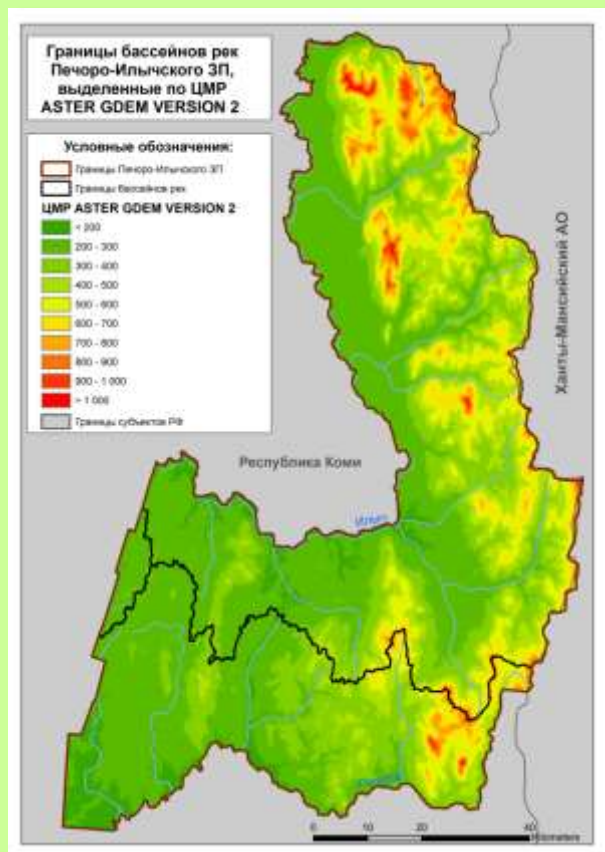 Границы бассейнов рек
Печоро-Илычского ЗП,
выделенные по ЦМР
ASTER GDEM VERSION 2
Условные обозначения:
Границы Печоро-Илычского ЗП
Границы бассейнов рек
ЦМР ASTER GDEM VERSION 2
< 200
200 - 300
300 - 400
400 - 500
500 - 600
600 - 700
700 - 800
800 - 900
900 - 1 000
> 1 000
Границы субъектов РФ
Ханты-Мансийский АО
Республика Коми
Илыч
0 10 20 40
Kilometers